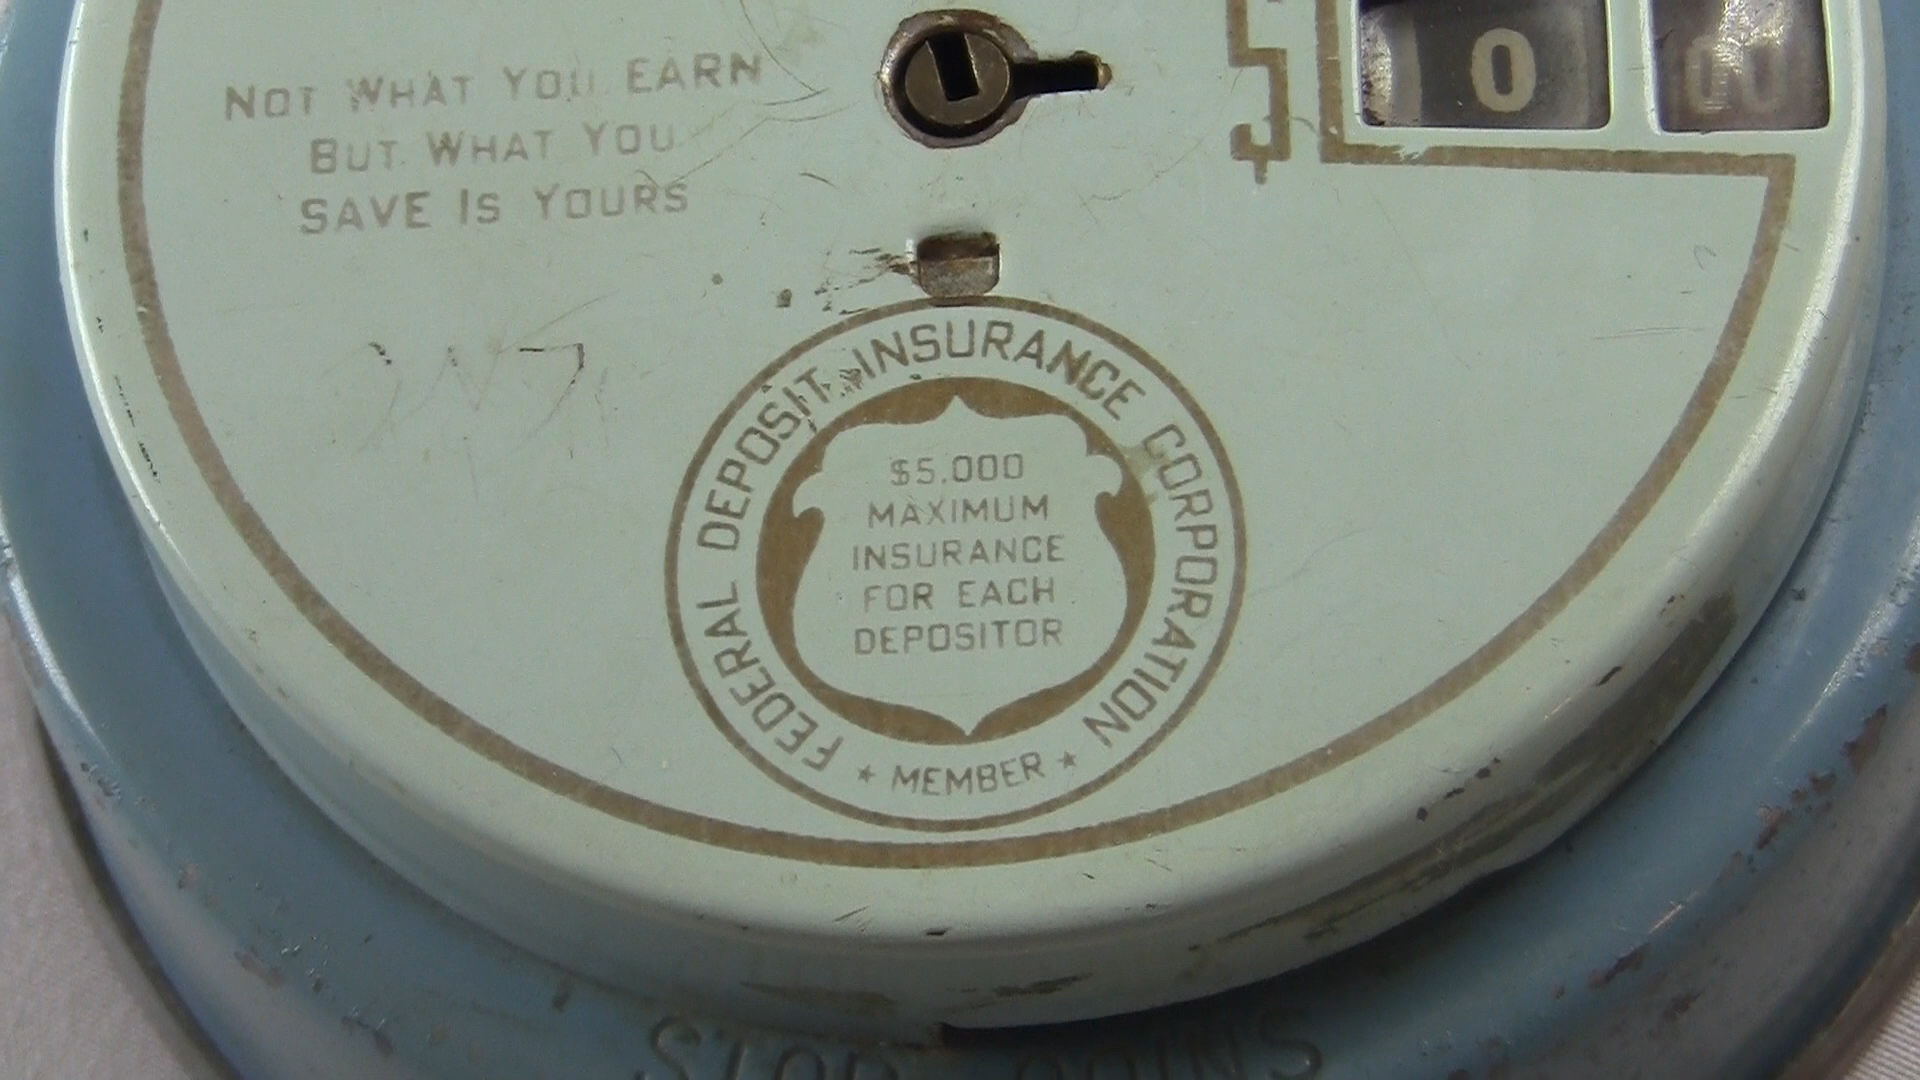 NOT WHAT YOU EARN
BUT WHAT YOU
SAVE IS YOURS
0
00
FEDERAL DEPOSIT INSURANCE CORPORATION
$5,000
MAXIMUM
INSURANCE
FOR EACH
DEPOSITOR
★ MEMBER ★